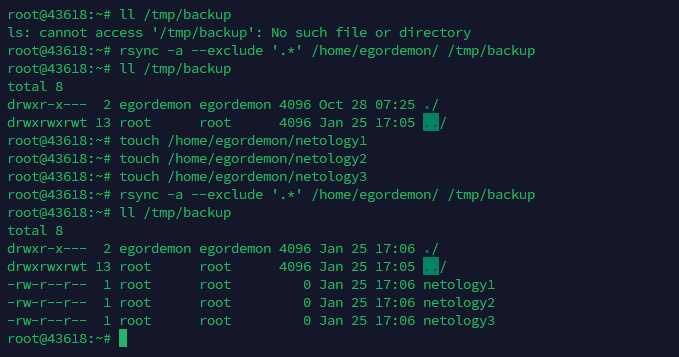 root@43618:~# ll /tmp/backup
ls: cannot access '/tmp/backup': No such file or directory
root@43618:~# rsync -a --exclude '.*' /home/egordemon/ /tmp/backup
root@43618:~# ll /tmp/backup
total 8
drwxr-x---  2 egordemon egordemon 4096 Oct 28 07:25 ./
drwxrwxrwt 13 root      root      4096 Jan 25 17:05 ../
root@43618:~# touch /home/egordemon/netology1
root@43618:~# touch /home/egordemon/netology2
root@43618:~# touch /home/egordemon/netology3
root@43618:~# rsync -a --exclude '.*' /home/egordemon/ /tmp/backup
root@43618:~# ll /tmp/backup
total 8
drwxr-x---  2 egordemon egordemon 4096 Jan 25 17:06 ./
drwxrwxrwt 13 root      root      4096 Jan 25 17:05 ../
-rw-r--r--  1 root      root         0 Jan 25 17:06 netology1
-rw-r--r--  1 root      root         0 Jan 25 17:06 netology2
-rw-r--r--  1 root      root         0 Jan 25 17:06 netology3
root@43618:~#